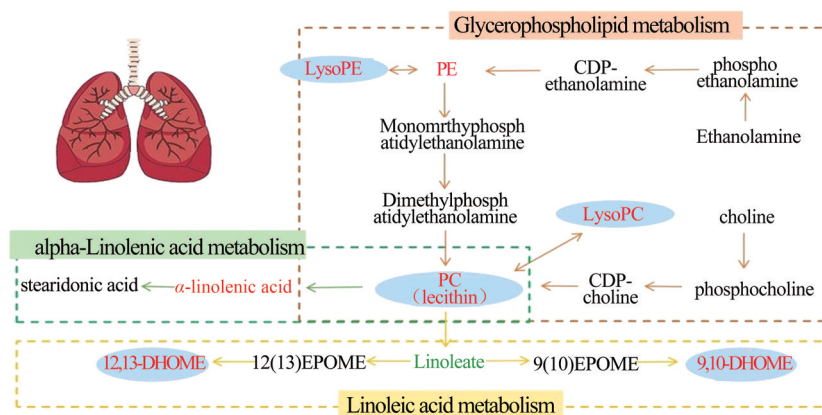 Glycerophospholipid metabolism
LysoPE
PE
CDP-
ethanolamine
phospho
ethanolamine
Monomrthyphosph
atidylethanolamine
Ethanolamine
Dimethylphosph
atidylethanolamine
LysoPC
choline
alpha-Linolenic acid metabolism
stearidonic acid
α-linolenic acid
PC
(lecithin)
CDP-
choline
phosphocholine
12,13-DHOME
12(13)EPOME
Linoleate
9(10)EPOME
9,10-DHOME
Linoleic acid metabolism